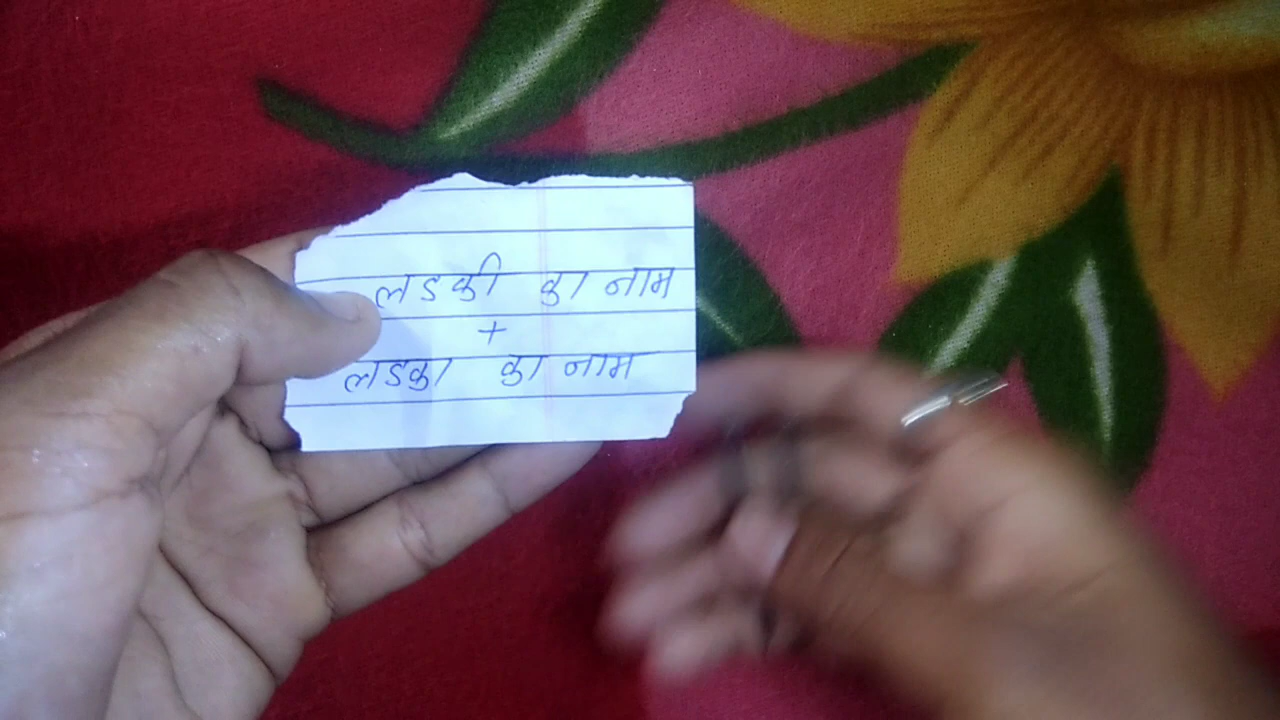 लडकी का नाम
+
लडका का नाम